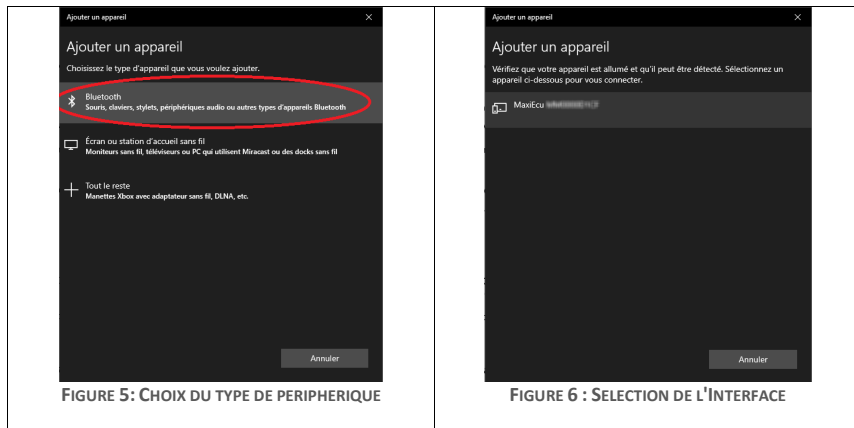 Ajouter un appareil
Ajouter un appareil
Choisissez le type d'appareil que vous voulez ajouter.
Bluetooth
Souris, claviers, stylets, périphériques audio ou autres types d'appareils Bluetooth
Écran ou station d'accueil sans fil
Moniteurs sans fil, téléviseurs ou PC qui utilisent Miracast ou des docks sans fil
Tout le reste
Manettes Xbox avec adaptateur sans fil, DLNA, etc.
Annuler
FIGURE 5: CHOIX DU TYPE DE PERIPHERIQUE
Ajouter un appareil
Ajouter un appareil
Vérifiez que votre appareil est allumé et qu'il peut être détecté. Sélectionnez un
appareil ci-dessous pour vous connecter.
MaxiEcu
Annuler
FIGURE 6 : SELECTION DE L'INTERFACE